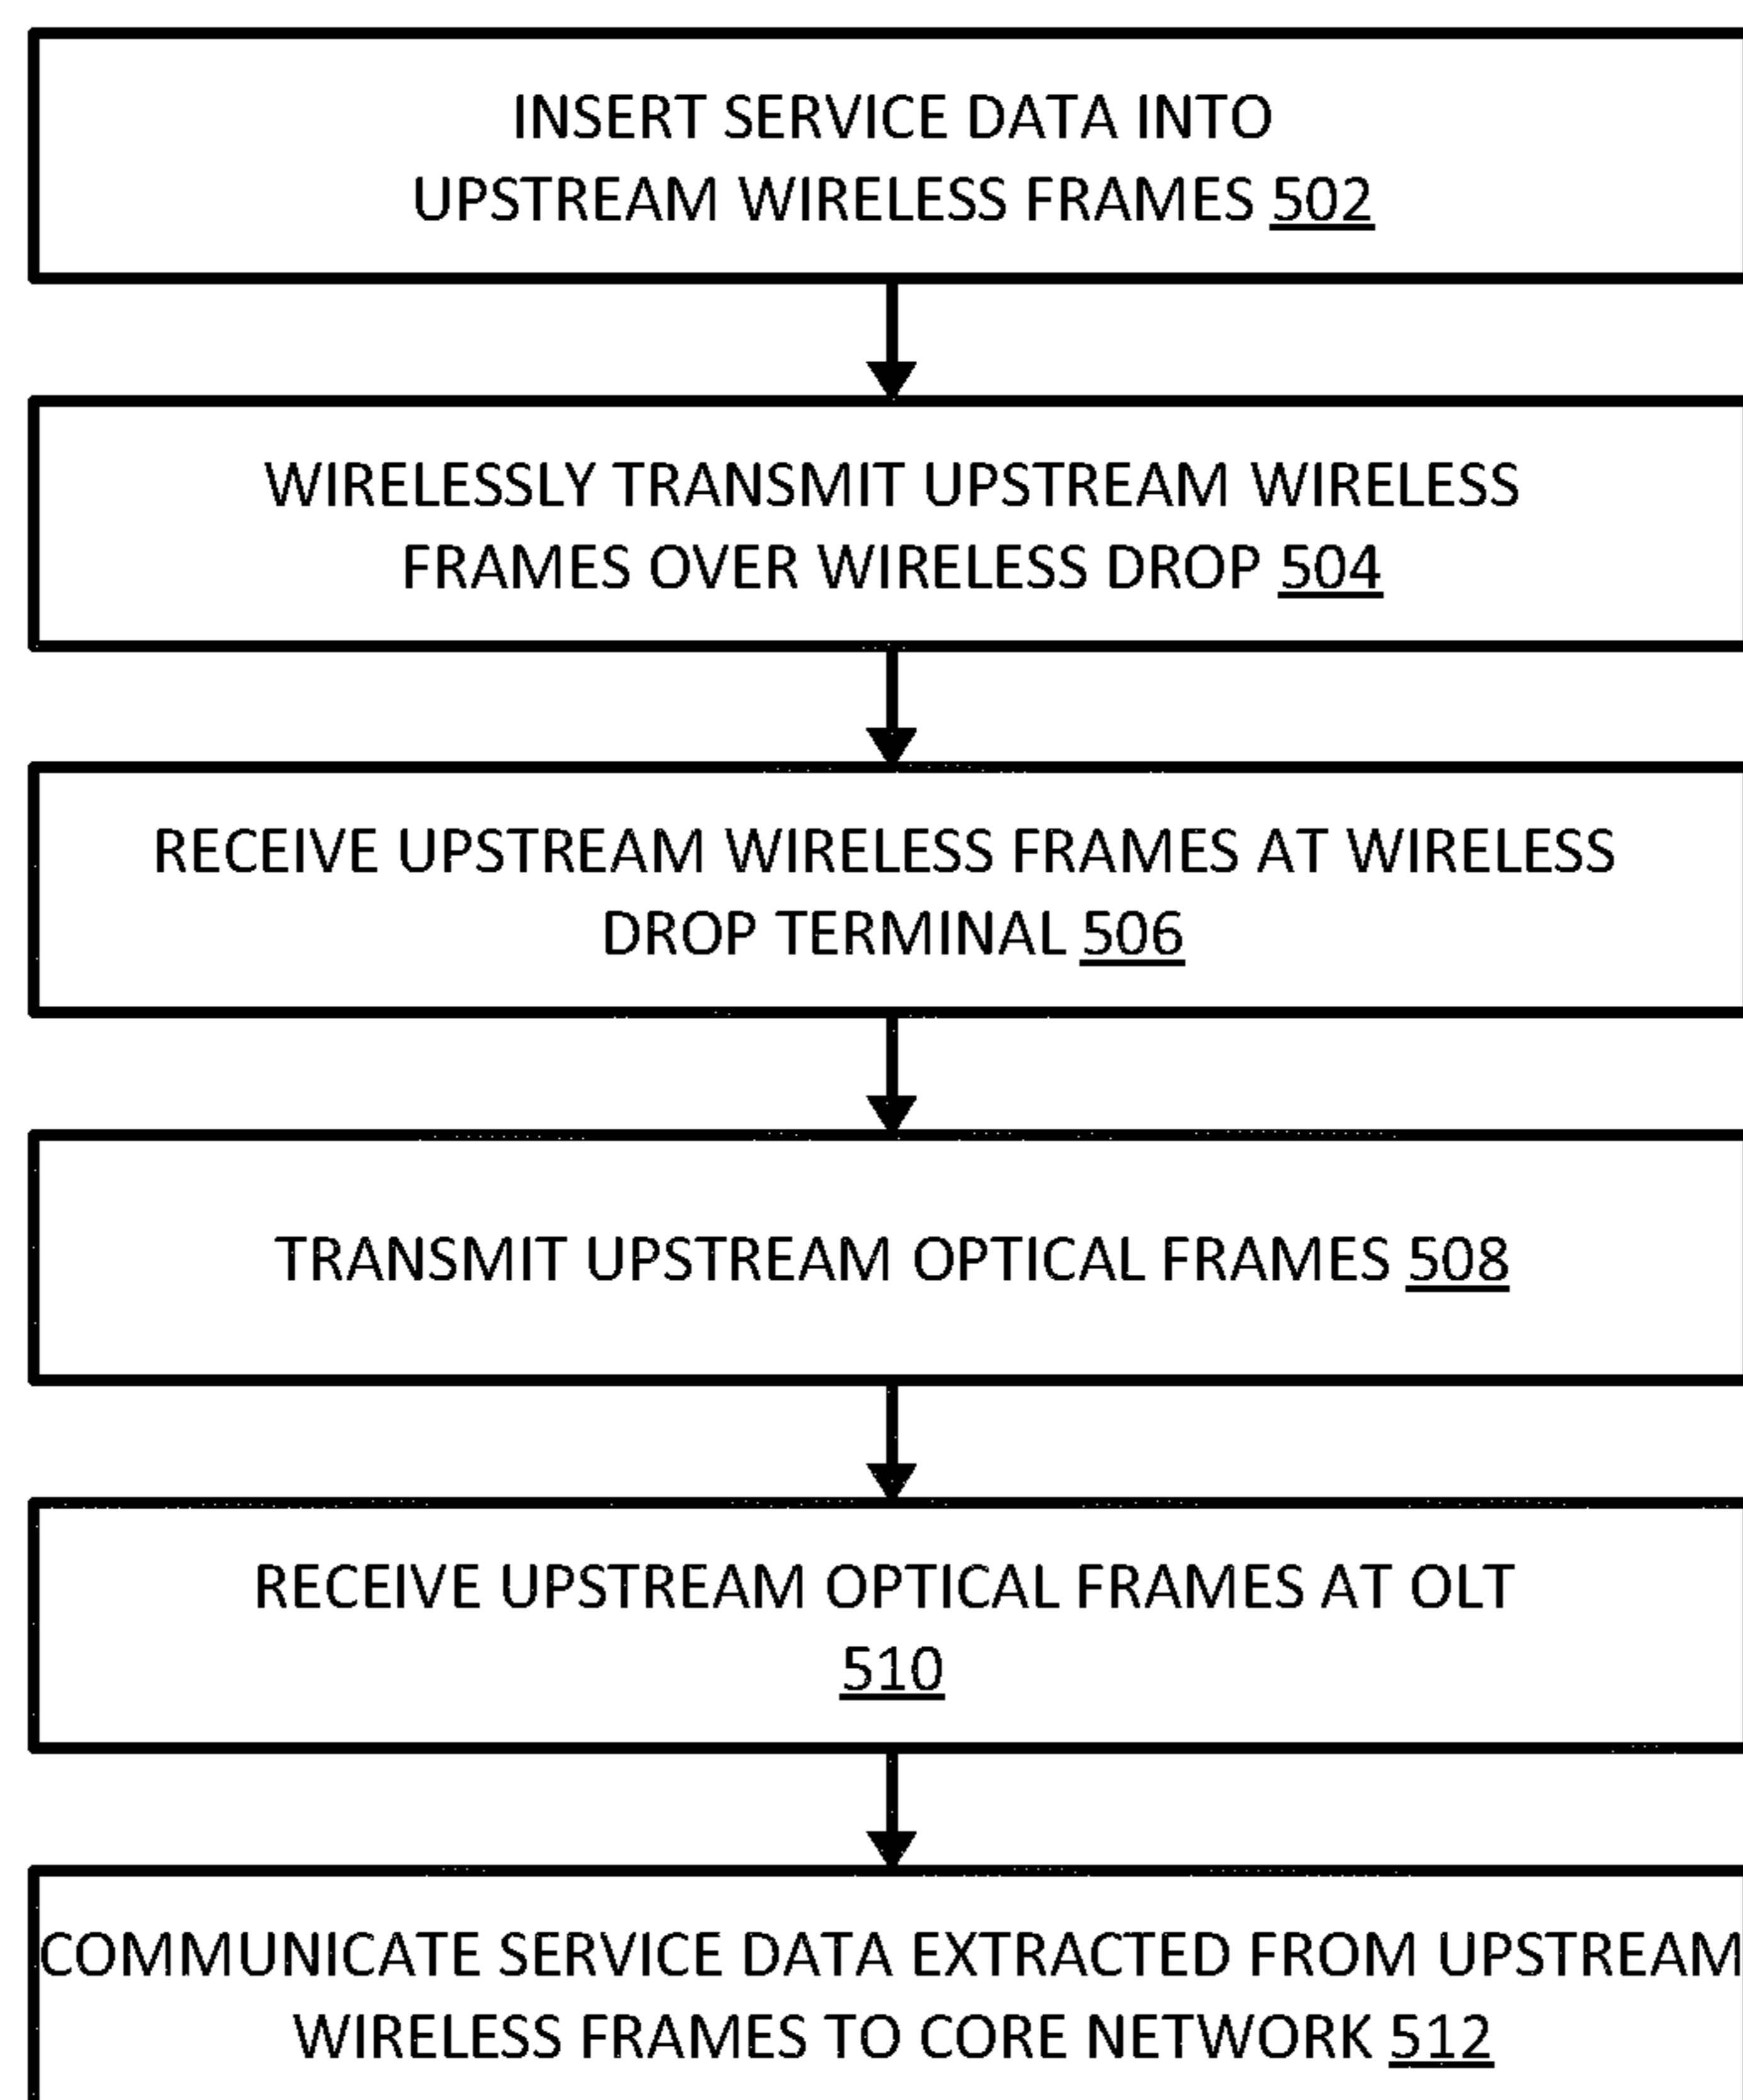 INSERT SERVICE DATA INTO
UPSTREAM WIRELESS FRAMES 502
WIRELESSLY TRANSMIT UPSTREAM WIRELESS
FRAMES OVER WIRELESS DROP 504
RECEIVE UPSTREAM WIRELESS FRAMES AT WIRELESS
DROP TERMINAL 506
TRANSMIT UPSTREAM OPTICAL FRAMES 508
RECEIVE UPSTREAM OPTICAL FRAMES AT OLT
510
COMMUNICATE SERVICE DATA EXTRACTED FROM UPSTREAM
WIRELESS FRAMES TO CORE NETWORK 512